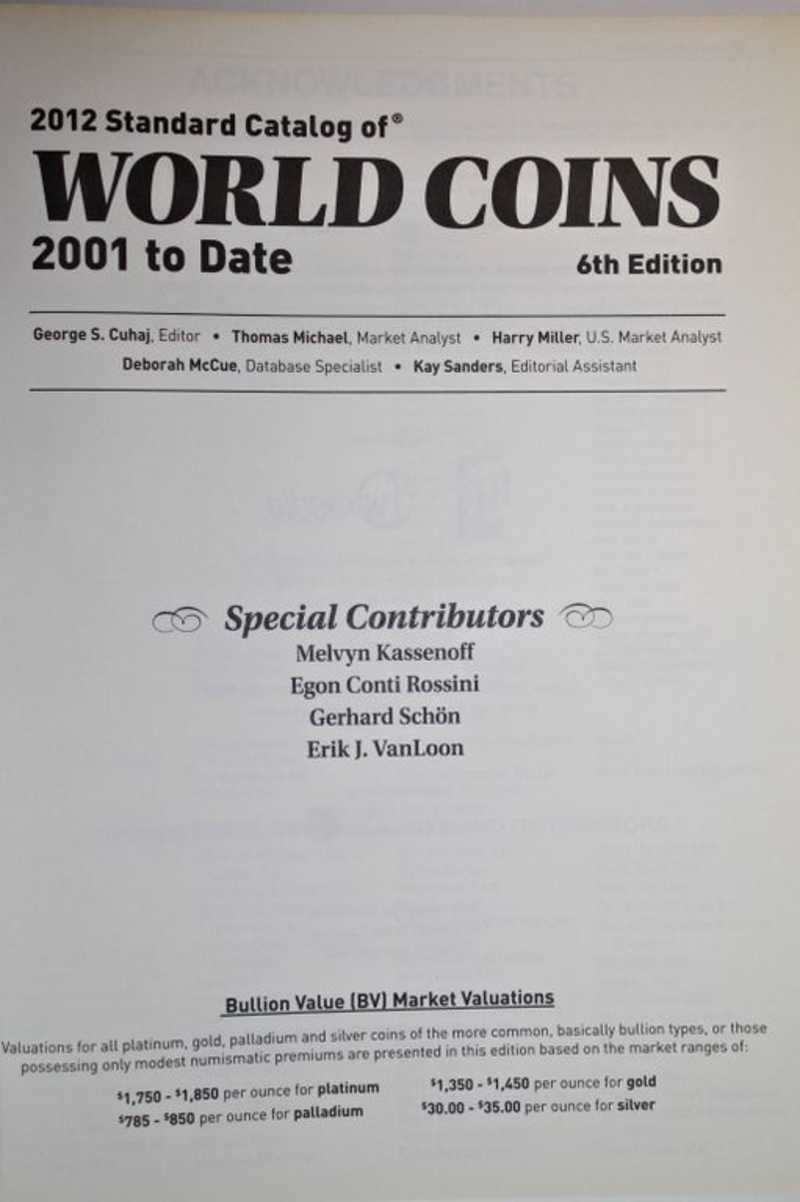 2012 Standard Catalog of®
WORLD COINS
2001 to Date 6th Edition
George S. Cuhaj, Editor • Thomas Michael, Market Analyst • Harry Miller, U.S. Market Analyst
Deborah McCue, Database Specialist • Kay Sanders, Editorial Assistant
Special Contributors
Melvyn Kassenoff
Egon Conti Rossini
Gerhard Schön
Erik J. VanLoon
Bullion Value (BV) Market Valuations
Valuations for all platinum, gold, palladium and silver coins of the more common, basically bullion types, or those
possessing only modest numismatic premiums are presented in this edition based on the market ranges of:
$1,750 - $1,850 per ounce for platinum $1,350 - $1,450 per ounce for gold
$785 - $850 per ounce for palladium $30.00 - $35.00 per ounce for silver